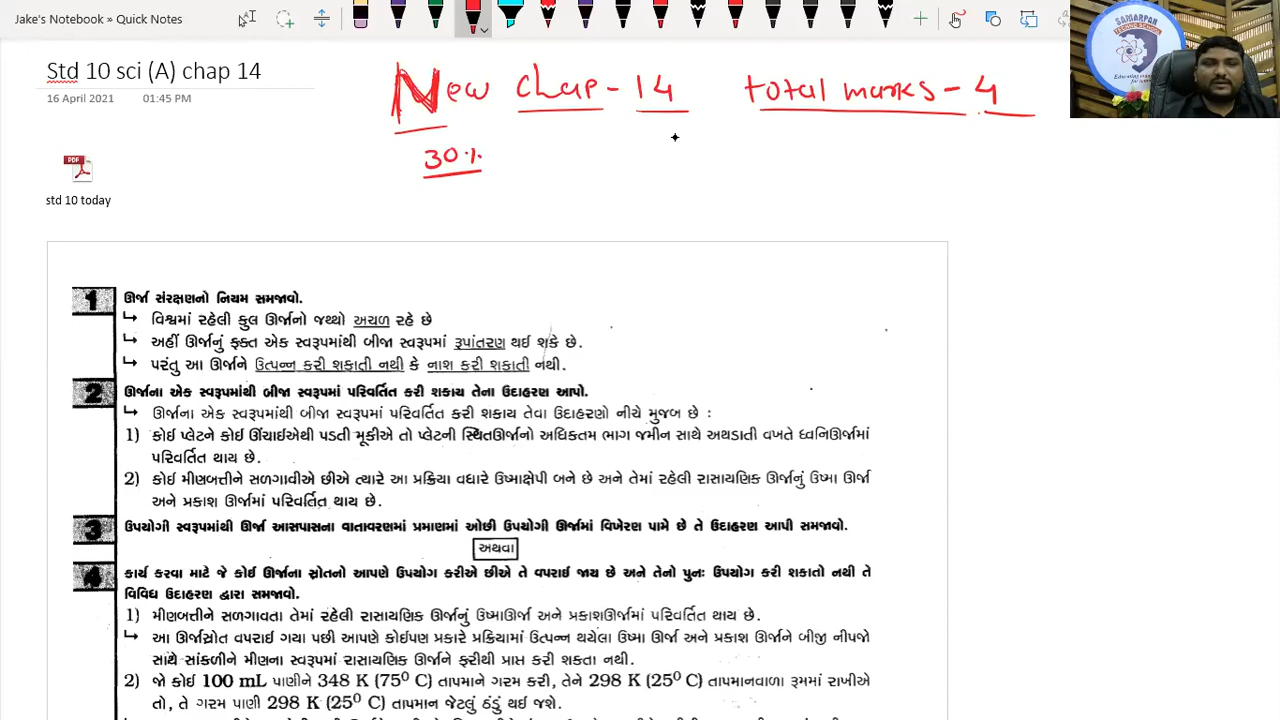 Jake's Notebook » Quick Notes
SAMARPAN
TECHNO SCHOOL
Std 10 sci (A) chap 14
16 April 2021 01:45 PM
New chap - 14 total marks - 4
30%
PDF
std 10 today
1 ઊર્જા સંરક્ષણનો નિયમ સમજાવો.
↳ વિશ્વમાં રહેલી કુલ ઊર્જાનો જથ્થો અચળ રહે છે
↳ અહીં ઊર્જાનું ફક્ત એક સ્વરૂપમાંથી બીજા સ્વરૂપમાં રૂપાંતરણ થઈ શકે છે.
↳ પરંતુ આ ઊર્જાને ઉત્પન્ન કરી શકાતી નથી કે નાશ કરી શકાતી નથી.
2 ઊર્જાના એક સ્વરૂપમાંથી બીજા સ્વરૂપમાં પરિવર્તિત કરી શકાય તેના ઉદાહરણ આપો.
↳ ઊર્જાના એક સ્વરૂપમાંથી બીજા સ્વરૂપમાં પરિવર્તિત કરી શકાય તેવા ઉદાહરણો નીચે મુજબ છે :
1) કોઈ પ્લેટને કોઈ ઊંચાઈએથી પડતી મૂકીએ તો પ્લેટની સ્થિતઊર્જાનો અધિકતમ ભાગ જમીન સાથે અથડાતી વખતે ધ્વનિઊર્જામાં
પરિવર્તિત થાય છે.
2) કોઈ મીણબત્તીને સળગાવીએ છીએ ત્યારે આ પ્રક્રિયા વધારે ઉષ્માક્ષેપી બને છે અને તેમાં રહેલી રાસાયણિક ઊર્જાનું ઉષ્મા ઊર્જા
અને પ્રકાશ ઊર્જામાં પરિવર્તિત થાય છે.
3 ઉપયોગી સ્વરૂપમાંથી ઊર્જા આસપાસના વાતાવરણમાં પ્રમાણમાં ઓછી ઉપયોગી ઊર્જામાં વિખેરણ પામે છે તે ઉદાહરણ આપી સમજાવો.
અથવા
4 કાર્ય કરવા માટે જે કોઈ ઊર્જાના સ્રોતનો આપણે ઉપયોગ કરીએ છીએ તે વપરાઈ જાય છે અને તેનો પુનઃ ઉપયોગ કરી શકાતો નથી તે
વિવિધ ઉદાહરણ દ્વારા સમજાવો.
1) મીણબત્તીને સળગાવતા તેમાં રહેલી રાસાયણિક ઊર્જાનું ઉષ્માઊર્જા અને પ્રકાશઊર્જામાં પરિવર્તિત થાય છે.
↳ આ ઊર્જાસ્રોત વપરાઈ ગયા પછી આપણે કોઈપણ પ્રકારે પ્રક્રિયામાં ઉત્પન્ન થયેલા ઉષ્મા ઊર્જા અને પ્રકાશ ઊર્જાને બીજી નીપજો
સાથે સાંકળીને મીણના સ્વરૂપમાં રાસાયણિક ઊર્જાને ફરીથી પ્રાપ્ત કરી શકતા નથી.
2) જો કોઈ 100 mL પાણીને 348 K (75⁰ C) તાપમાને ગરમ કરી, તેને 298 K (25⁰ C) તાપમાનવાળા રૂમમાં રાખીએ
તો, તે ગરમ પાણી 298 K (25⁰ C) તાપમાન જેટલું ઠંડું થઈ જશે.